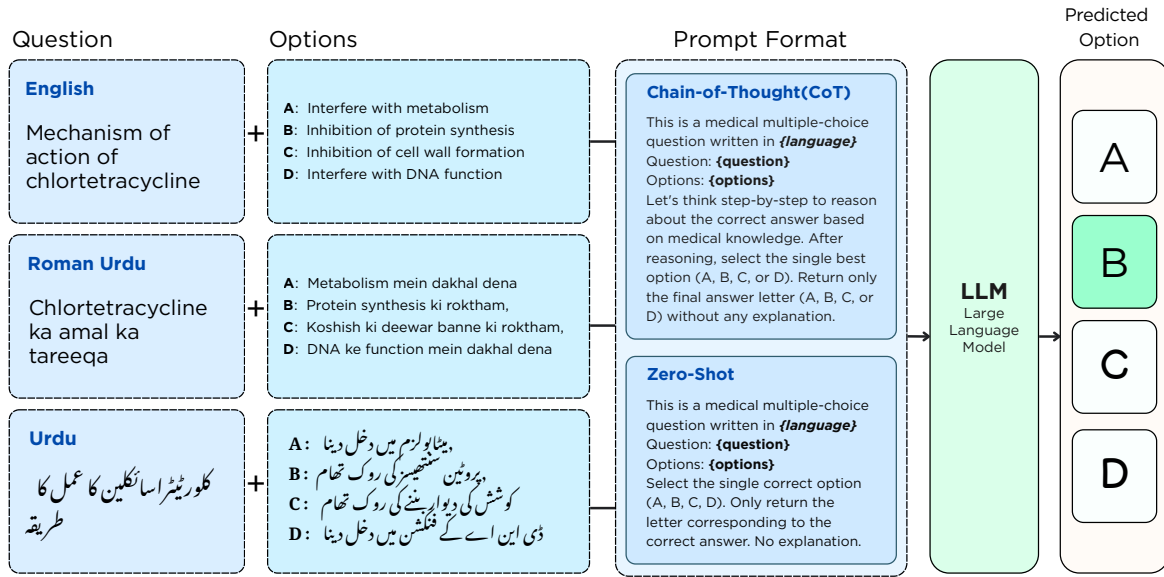 Question
Options
Prompt Format
Predicted
Option
English
Mechanism of
action of
chlortetracycline
+
A: Interfere with metabolism
B: Inhibition of protein synthesis
C: Inhibition of cell wall formation
D: Interfere with DNA function
Roman Urdu
Chlortetracycline
ka amal ka
tareeqa
+
A: Metabolism mein dakhal dena
B: Protein synthesis ki roktham,
C: Koshish ki deewar banne ki roktham,
D: DNA ke function mein dakhal dena
Urdu
کلورٹیٹراسائکلین کا عمل کا
طریقہ
+
A: میٹابولزم میں دخل دینا,
B: پروٹین سنتھیسز کی روک تھام,
C: کوشش کی دیوار بننے کی روک تھام
D: ڈی این اے کے فنکشن میں دخل دینا
Chain-of-Thought(CoT)
This is a medical multiple-choice
question written in {language}
Question: {question}
Options: {options}
Let's think step-by-step to reason
about the correct answer based
on medical knowledge. After
reasoning, select the single best
option (A, B, C, or D). Return only
the final answer letter (A, B, C, or
D) without any explanation.
Zero-Shot
This is a medical multiple-choice
question written in {language}
Question: {question}
Options: {options}
Select the single correct option
(A, B, C, D). Only return the
letter corresponding to the
correct answer. No explanation.
LLM
Large
Language
Model
A
B
C
D